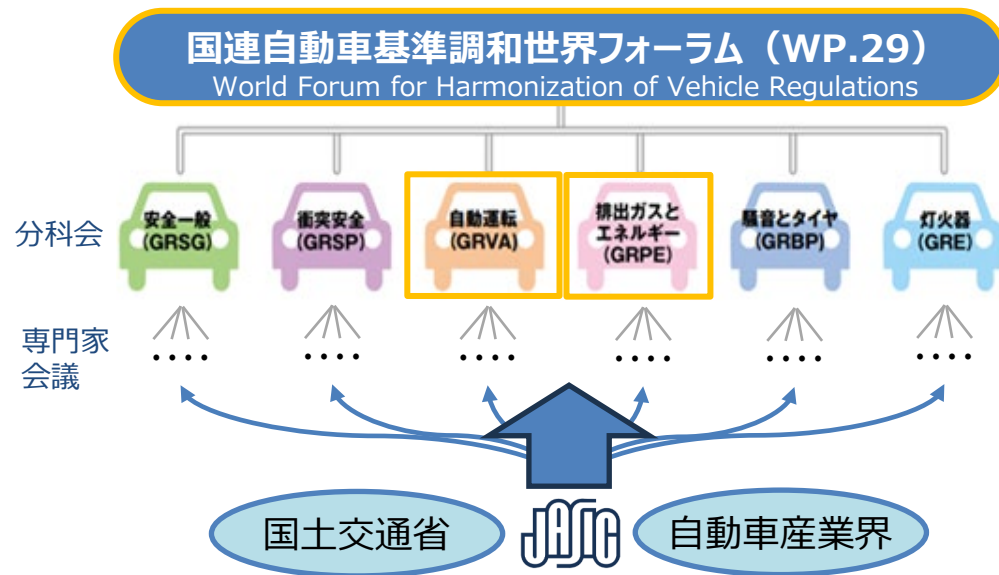 国連自動車基準調和世界フォーラム（WP.29）
World Forum for Harmonization of Vehicle Regulations
分科会
安全一般
(GRSG)
衝突安全
(GRSP)
自動運転
(GRVA)
排出ガスと
エネルギー
(GRPE)
騒音とタイヤ
(GRBP)
灯火器
(GRE)
専門家
会議
••••
••••
••••
••••
••••
••••
国土交通省
JASIC
自動車産業界